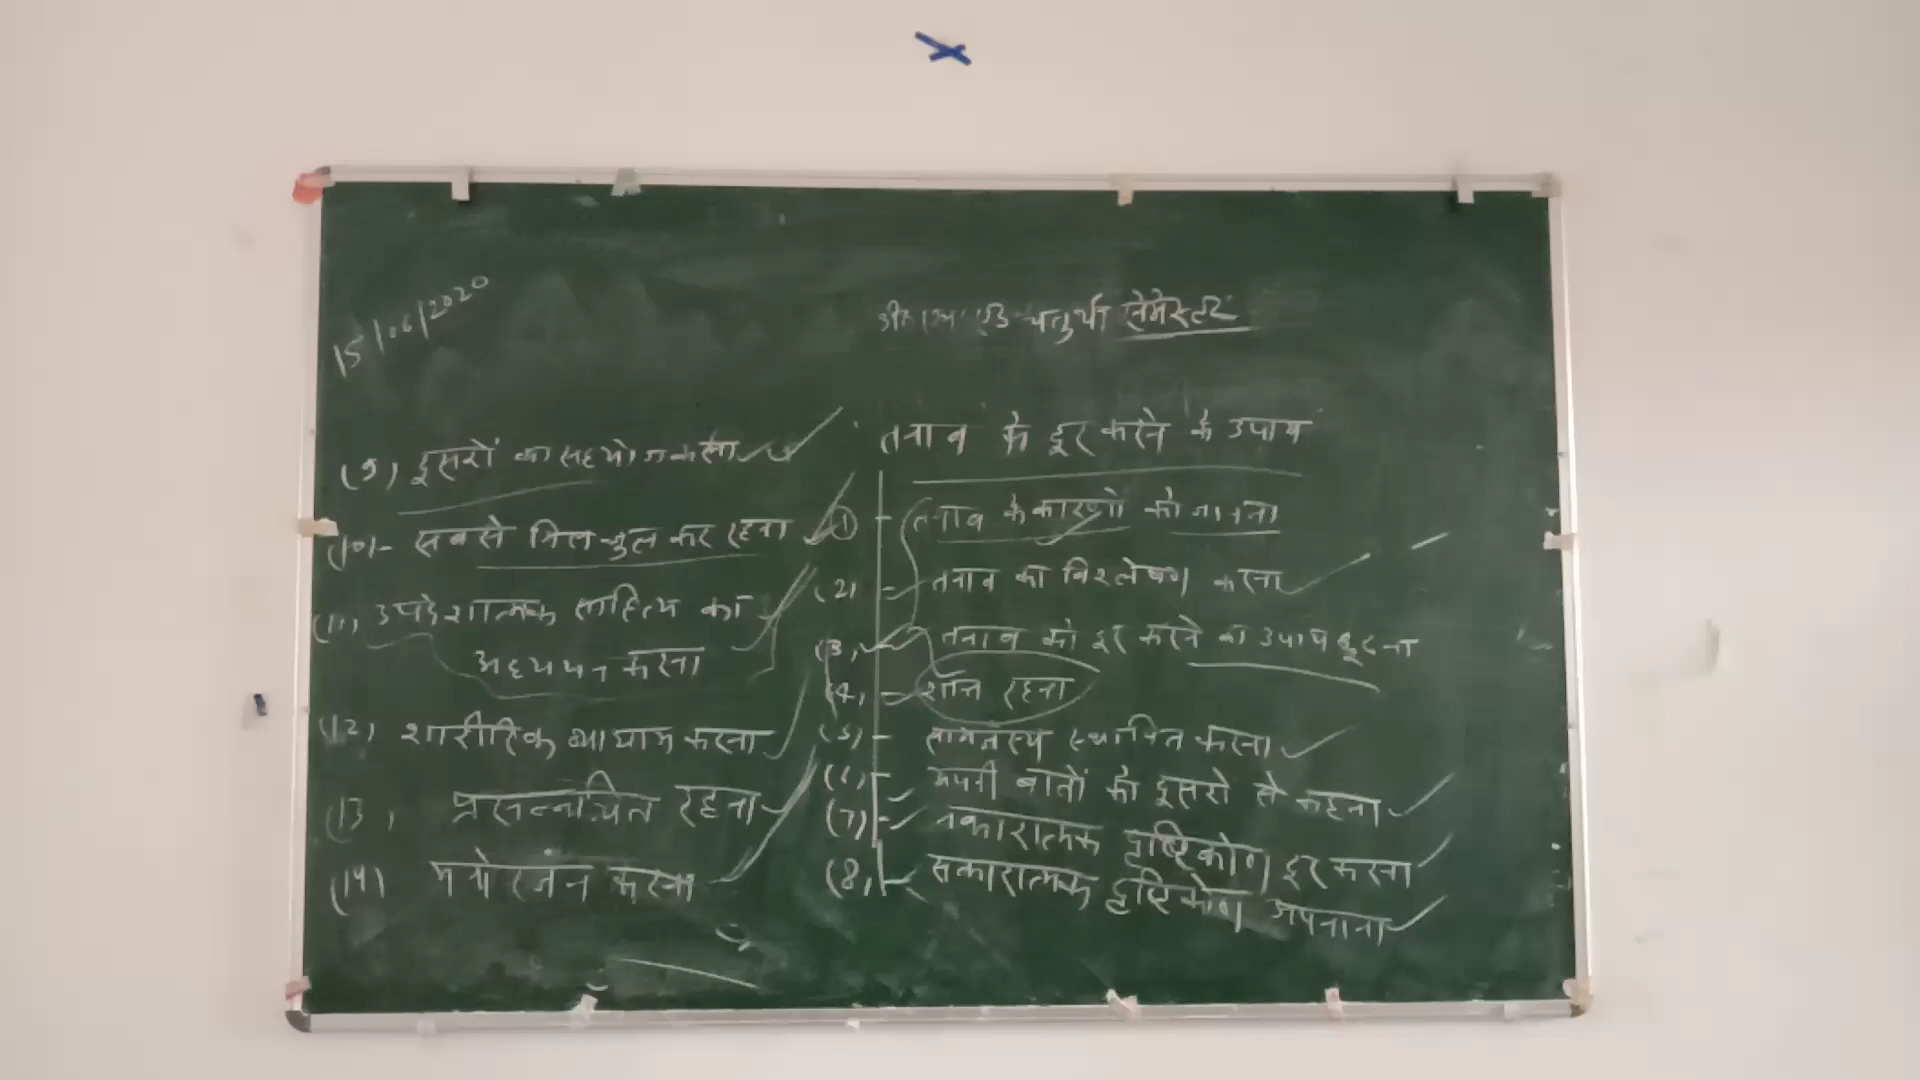 15/06/2020
चतुर्थ सेमेस्टर
तनाव के दूर करने के उपाय
① - तनाव के कारणो को जानना
(2) - तनाव का विश्लेषण करना
(3) तनाव को दूर करने का उपाय ढूढना
(4) - शान्त रहना
(5) - सामंजस्य स्थापित करना
(6) - अपनी बातों को दूसरो से कहना
(7) - नकारात्मक दृष्टिकोण दूर करना
(8) - सकारात्मक दृष्टिकोण अपनाना
(9) दूसरों का सहयोग करना
(10) - सबसे मिल-जुल कर रहना
(11) उपदेशात्मक साहित्य का
अध्ययन करना
(12) शारीरिक व्यायाम करना
(13) प्रसन्नचित रहना
(14) मनोरंजन करना